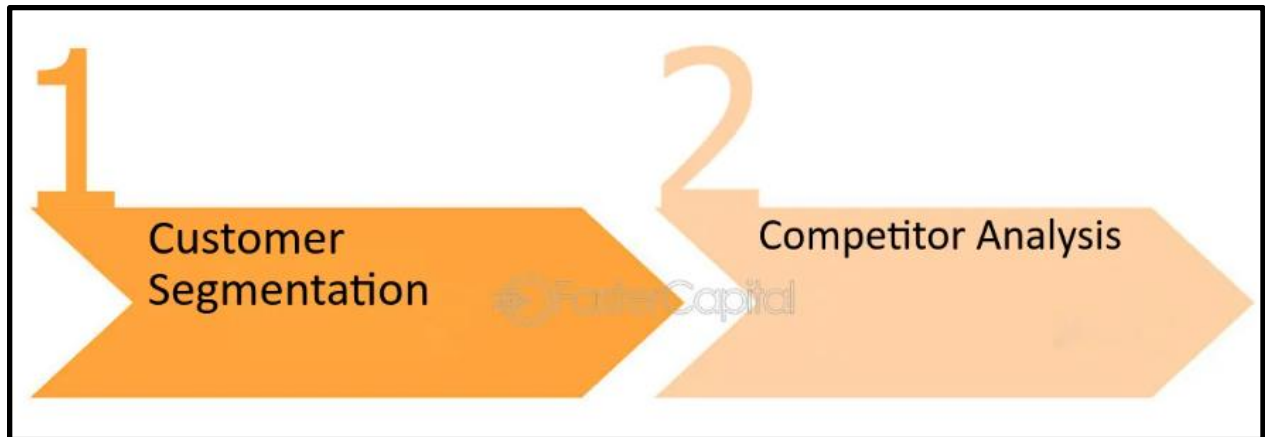 1
Customer
Segmentation
2
Competitor Analysis
FasterCapital